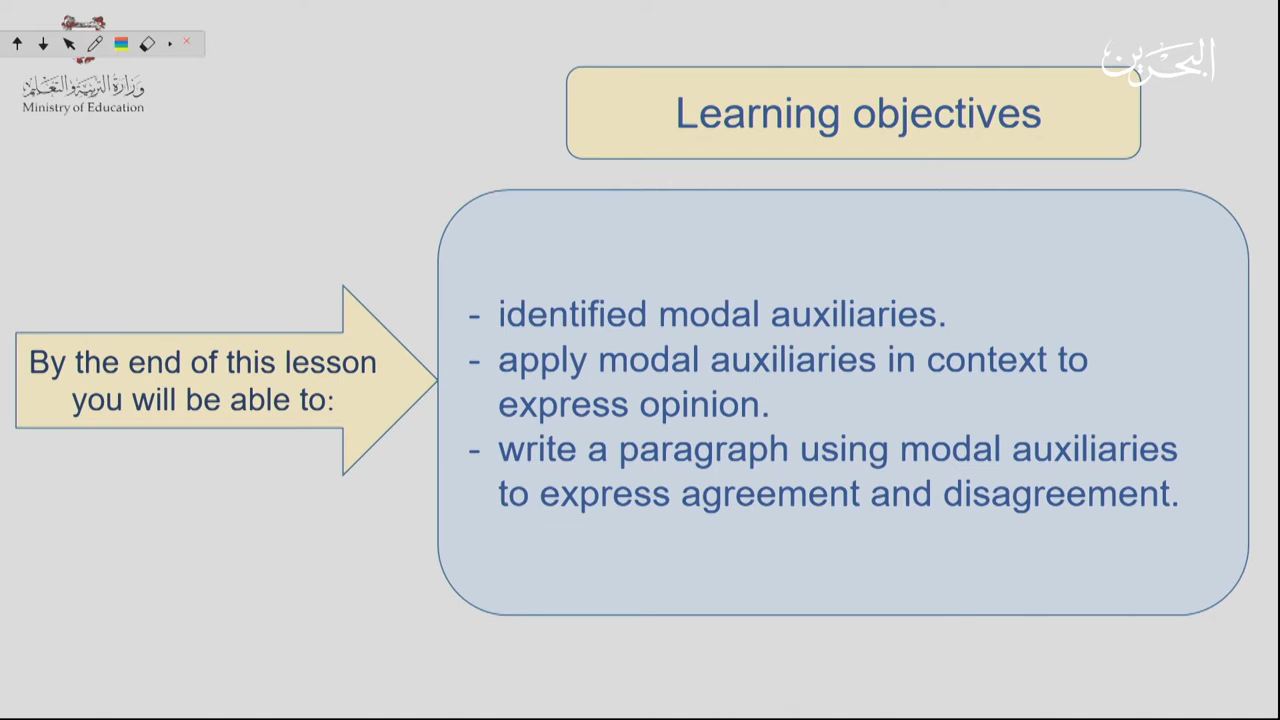 البحرين
وزارة التربية والتعليم
Ministry of Education
Learning objectives
By the end of this lesson
you will be able to:
- identified modal auxiliaries.
- apply modal auxiliaries in context to
express opinion.
- write a paragraph using modal auxiliaries
to express agreement and disagreement.